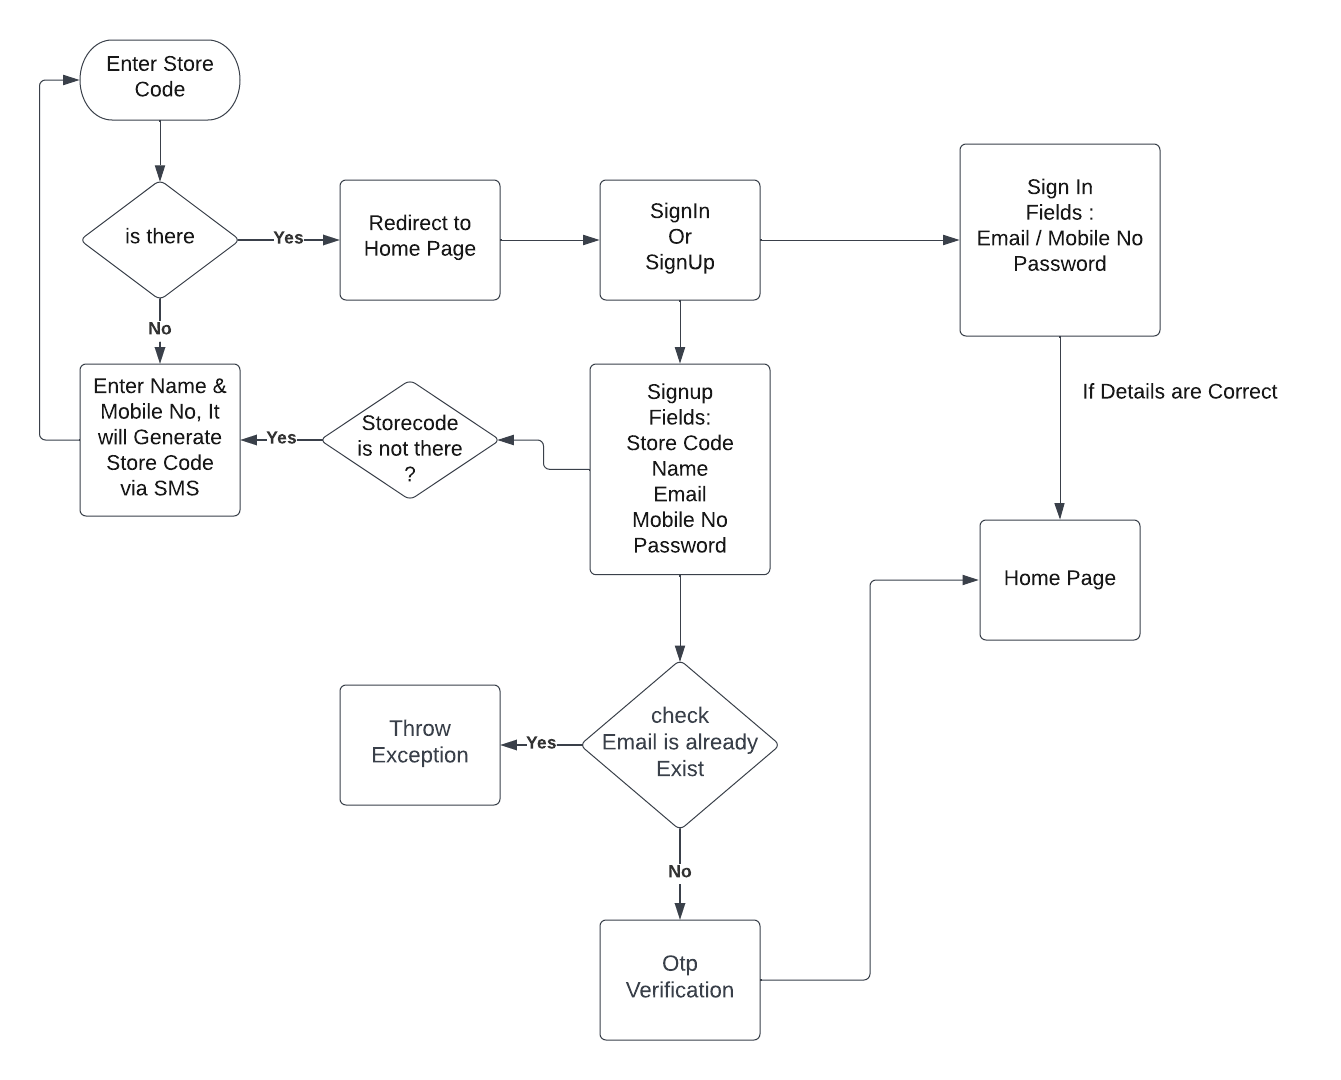 Enter Store
Code
is there
Yes
Redirect to
Home Page
SignIn
Or
SignUp
Sign In
Fields :
Email / Mobile No
Password
No
Enter Name &
Mobile No, It
will Generate
Store Code
via SMS
Yes
Storecode
is not there
?
Signup
Fields:
Store Code
Name
Email
Mobile No
Password
If Details are Correct
Home Page
Throw
Exception
Yes
check
Email is already
Exist
No
Otp
Verification